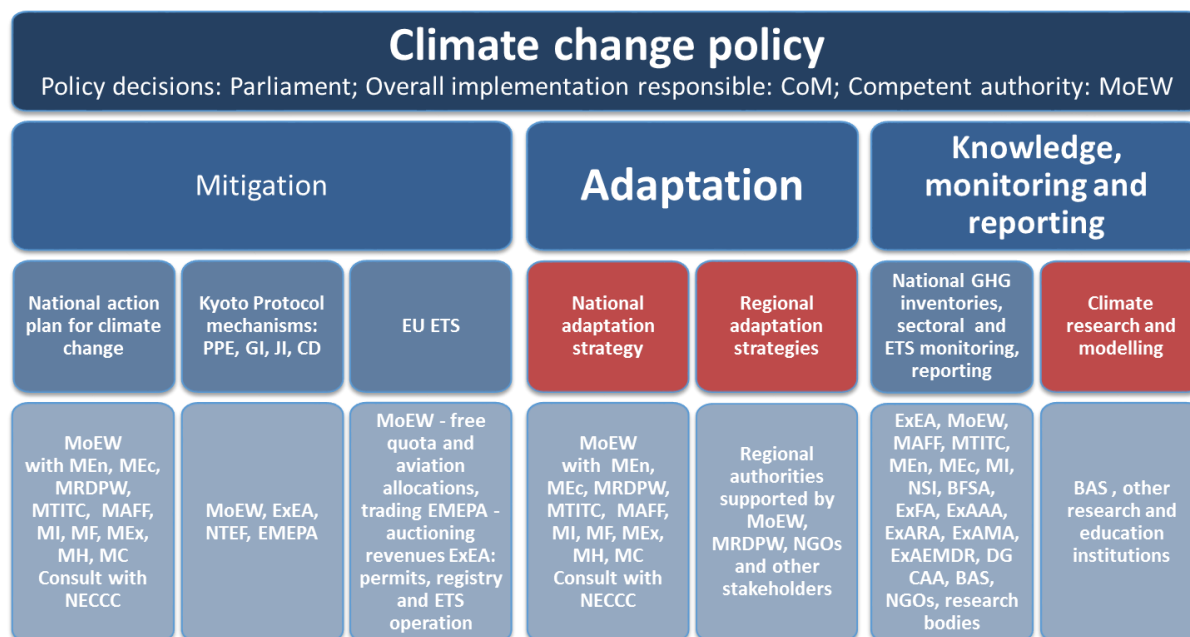 Climate change policy
Policy decisions: Parliament; Overall implementation responsible: CoM; Competent authority: MoEW
Mitigation
Adaptation
Knowledge,
monitoring and
reporting
National action
plan for climate
change
Kyoto Protocol
mechanisms:
PPE, GI, JI, CD
EU ETS
National
adaptation
strategy
Regional
adaptation
strategies
National GHG
inventories,
sectoral and
ETS monitoring,
reporting
Climate
research and
modelling
MoEW
with MEn, MEc,
MRDPW,
MTITC, MAFF,
MI, MF, MEx,
MH, MC
Consult with
NECCC
MoEW, ExEA,
NTEF, EMEPA
MoEW - free
quota and
aviation
allocations,
trading EMEPA -
auctioning
revenues ExEA:
permits, registry
and ETS
operation
MoEW
with MEn,
MEc, MRDPW,
MTITC, MAFF,
MI, MF, MEx,
MH, MC
Consult with
NECCC
Regional
authorities
supported by
MoEW,
MRDPW, NGOs
and other
stakeholders
ExEA, MoEW,
MAFF, MTITC,
MEn, MEc, MI,
NSI, BFSA,
ExFA, ExAAA,
ExARA, ExAMA,
ExAEMDR, DG
CAA, BAS,
NGOs, research
bodies
BAS , other
research and
education
institutions